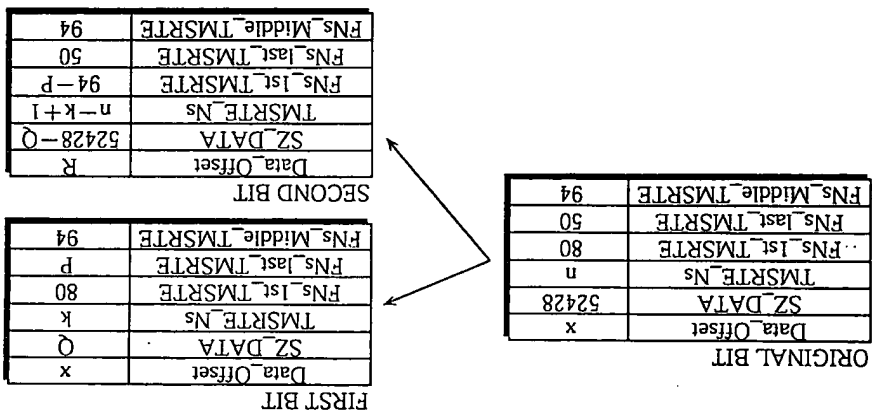 ORIGINAL BIT
Data_Offset x
SZ_DATA 52428
TMSRTE_Ns n
FNs_1st_TMSRTE 80
FNs_last_TMSRTE 50
FNs_Middle_TMSRTE 94
FIRST BIT
Data_Offset x
SZ_DATA Q
TMSRTE_Ns k
FNs_1st_TMSRTE 80
FNs_last_TMSRTE P
FNs_Middle_TMSRTE 94
SECOND BIT
Data_Offset R
SZ_DATA 52428-Q
TMSRTE_Ns n-k+1
FNs_1st_TMSRTE 94-P
FNs_last_TMSRTE 50
FNs_Middle_TMSRTE 94